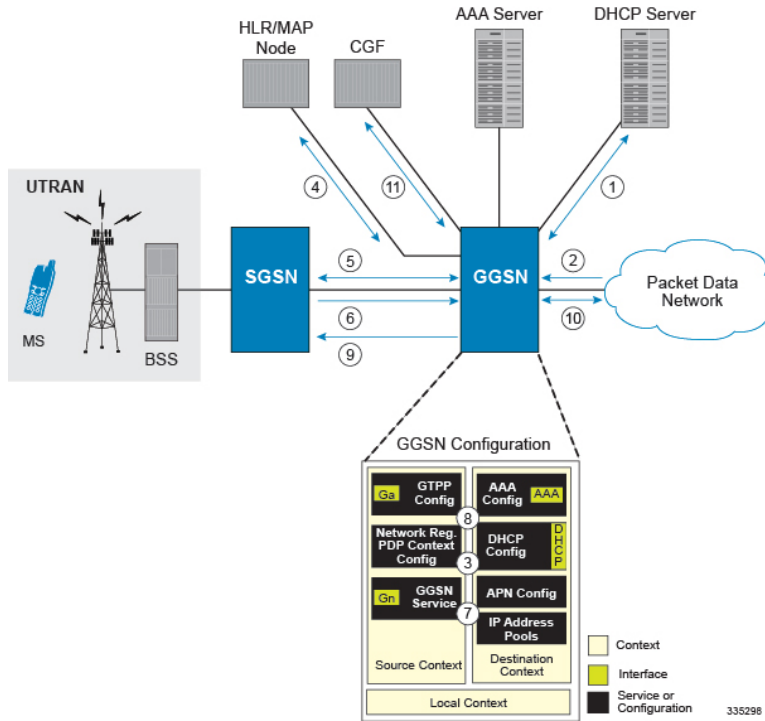 HLR/MAP
Node
CGF
AAA Server
DHCP Server
UTRAN
4
11
1
SGSN
5
GGSN
2
Packet Data
Network
6
10
9
MS
BSS
GGSN Configuration
Ga
GTPP
Config
AAA
Config
AAA
8
Network Reg.
PDP Context
Config
DHCP
Config
D
H
C
P
3
Gn
GGSN
Service
7
APN Config
IP Address
Pools
Source Context
Destination
Context
Local Context
Context
Interface
Service or
Configuration
335298